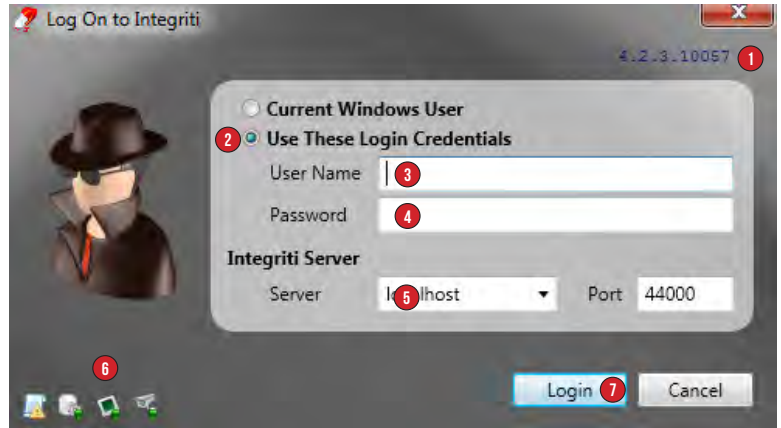 Log On to Integriti
X
4.2.3.10057 1
Current Windows User
2 Use These Login Credentials
User Name 3
Password 4
Integriti Server
Server 5 Port 44000
6
Login 7 Cancel